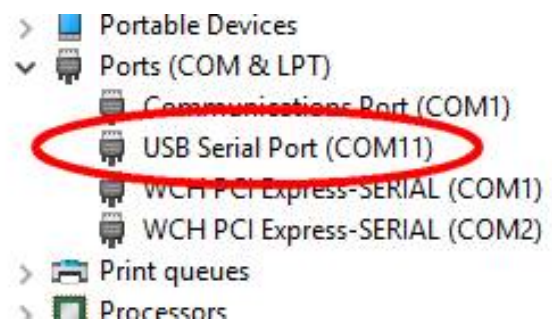 Portable Devices
Ports (COM & LPT)
Communications Port (COM1)
USB Serial Port (COM11)
WCH PCI Express-SERIAL (COM1)
WCH PCI Express-SERIAL (COM2)
Print queues
Processors